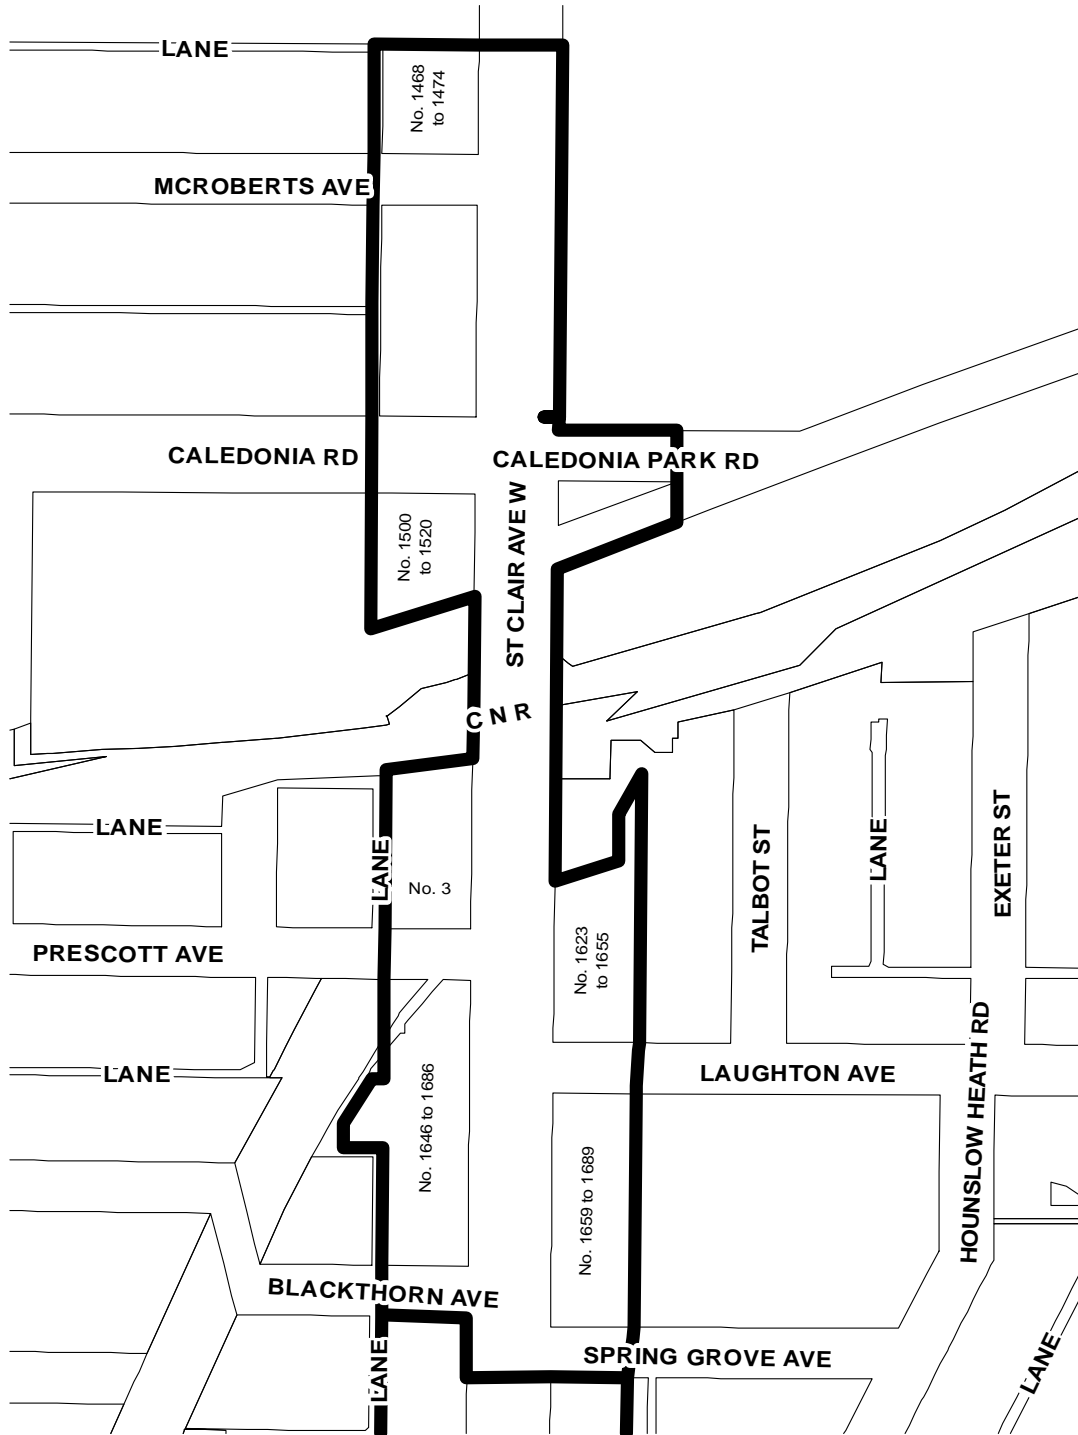 LANE
No. 1468
to 1474
MCROBERTS AVE
CALEDONIA RD
CALEDONIA PARK RD
No. 1500
to 1520
ST CLAIR AVE W
CNR
LANE
LANE
No. 3
TALBOT ST
LANE
EXETER ST
PRESCOTT AVE
No. 1623
to 1655
LANE
No. 1646 to 1686
LAUGHTON AVE
HOUNSLOW HEATH RD
No. 1659 to 1689
BLACKTHORN AVE
LANE
SPRING GROVE AVE
LANE